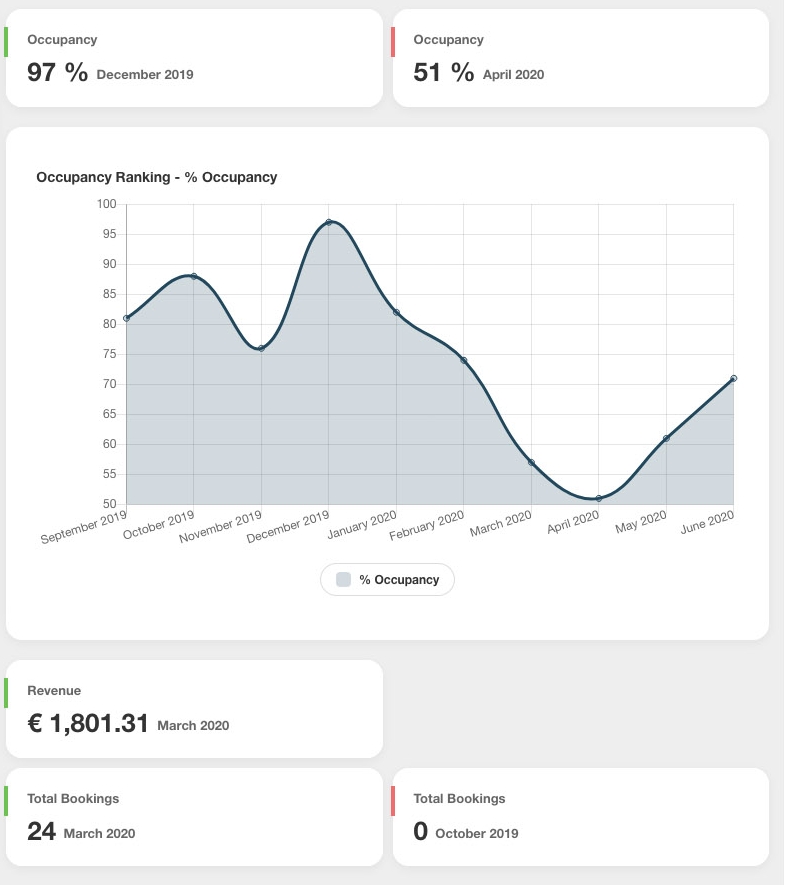 Occupancy
97 % December 2019
Occupancy
51 % April 2020
Occupancy Ranking - % Occupancy
100
95
90
85
80
75
70
65
60
55
50
September 2019
October 2019
November 2019
December 2019
January 2020
February 2020
March 2020
April 2020
May 2020
June 2020
% Occupancy
Revenue
€ 1,801.31 March 2020
Total Bookings
24 March 2020
Total Bookings
0 October 2019